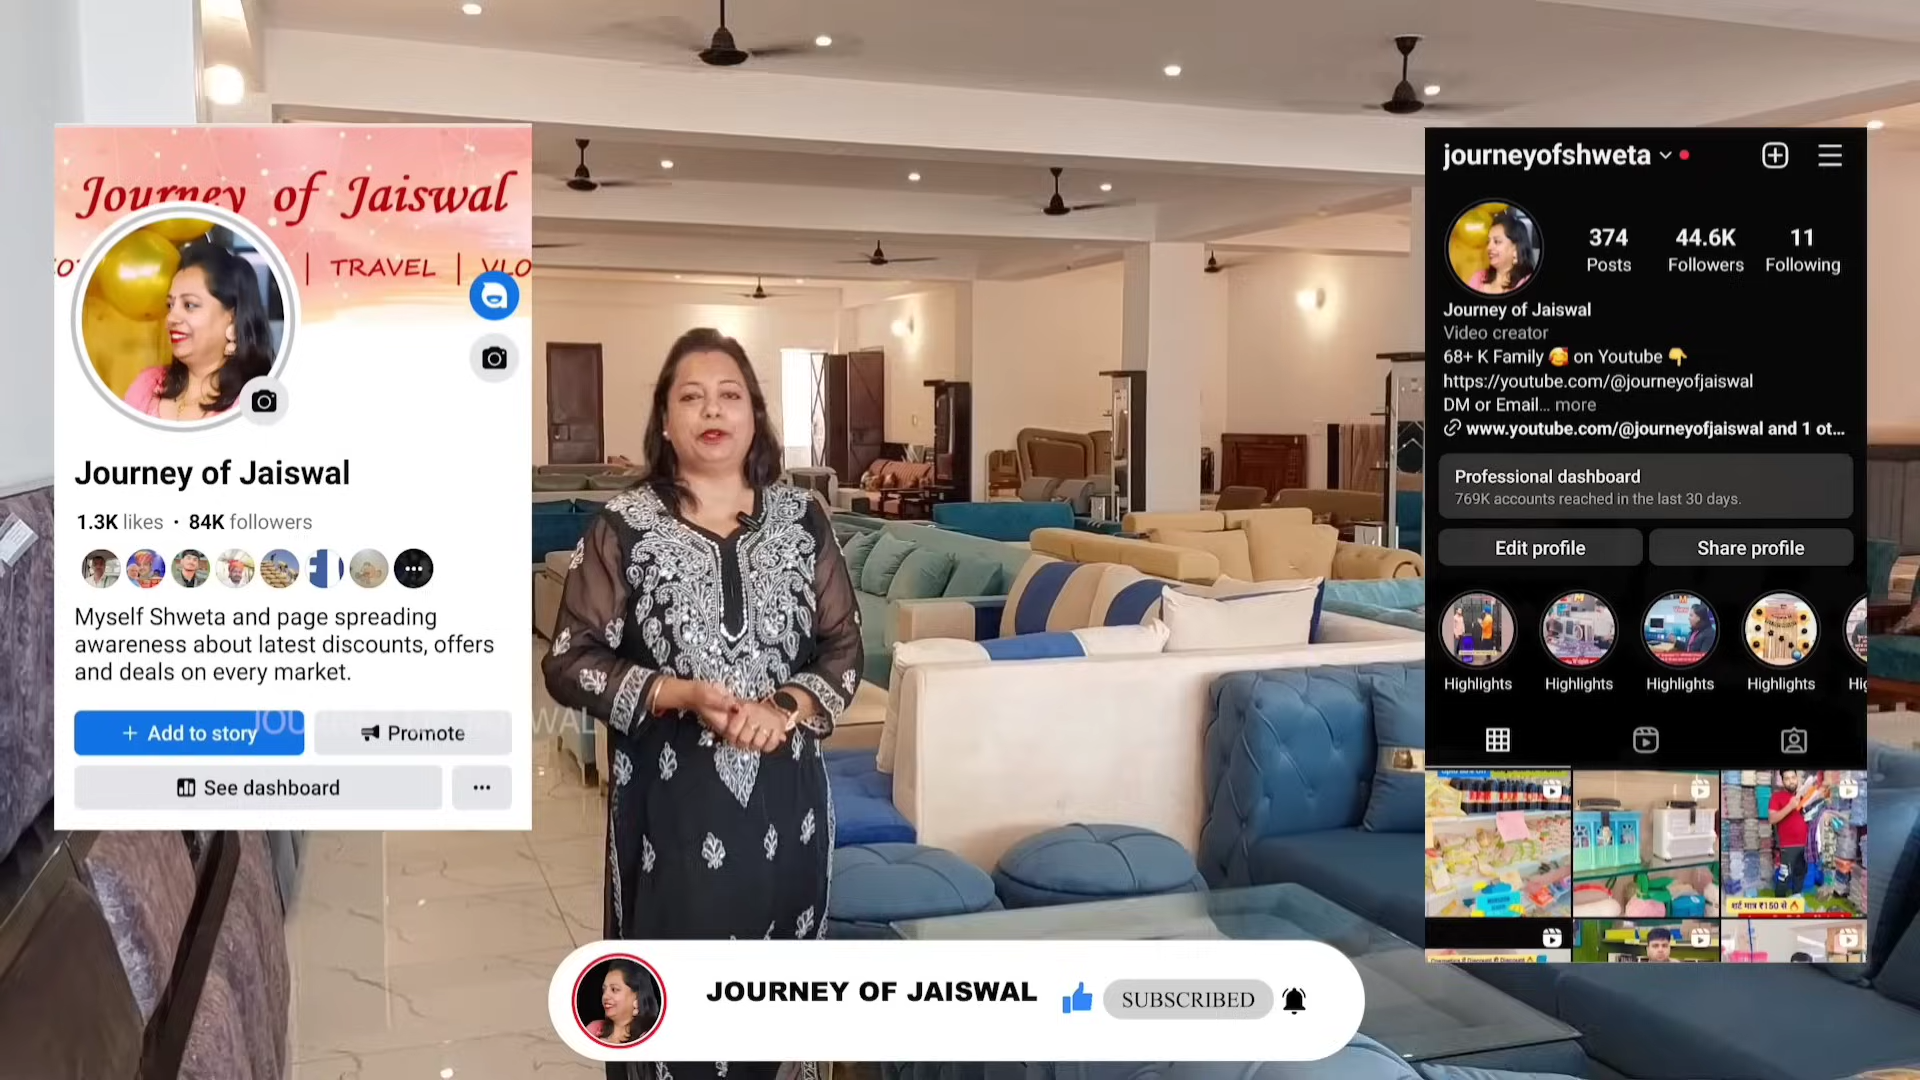 Journey of Jaiswal
| TRAVEL | VLO
Journey of Jaiswal
1.3K likes · 84K followers
Myself Shweta and page spreading
awareness about latest discounts, offers
and deals on every market.
+ Add to story
Promote
See dashboard
journeyofshweta
374
44.6K
11
Posts
Followers
Following
Journey of Jaiswal
Video creator
68+ K Family 🥰 on Youtube 👇
https://youtube.com/@journeyofjaiswal
DM or Email... more
www.youtube.com/@journeyofjaiswal and 1 ot...
Professional dashboard
769K accounts reached in the last 30 days.
Edit profile
Share profile
Highlights
Highlights
Highlights
Highlights
Hig
शर्ट मात्र ₹150 से
JOURNEY OF JAISWAL
SUBSCRIBED